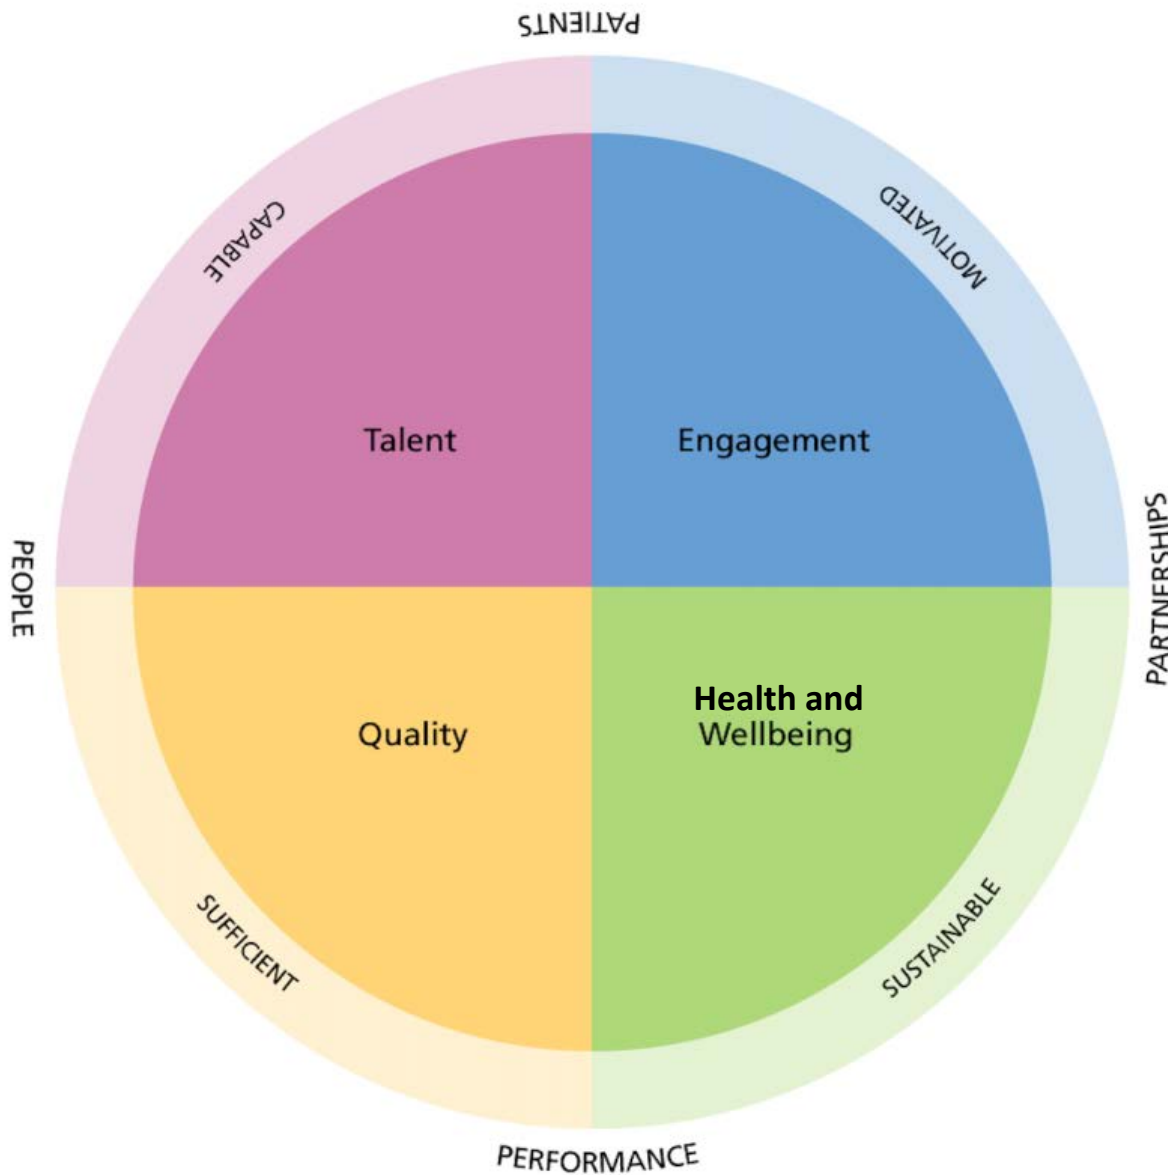 PATIENTS
CAPABLE
MOTIVATED
Talent
Engagement
PEOPLE
PARTNERSHIPS
Quality
Health and
Wellbeing
SUFFICIENT
SUSTAINABLE
PERFORMANCE